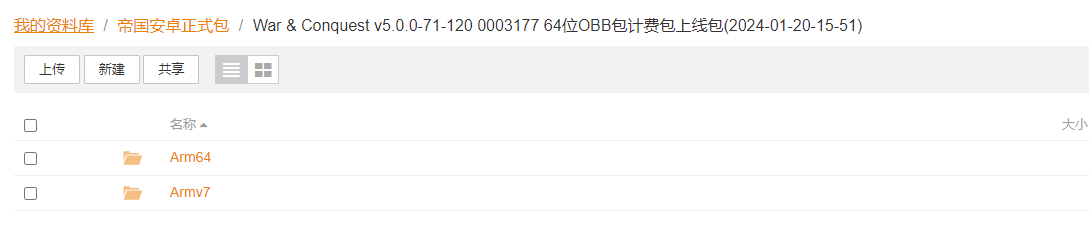 我的资料库 / 帝国安卓正式包 / War & Conquest v5.0.0-71-120 0003177 64位OBB包计费包上线包(2024-01-20-15-51)
上传 新建 共享
名称 大小
Arm64
Armv7